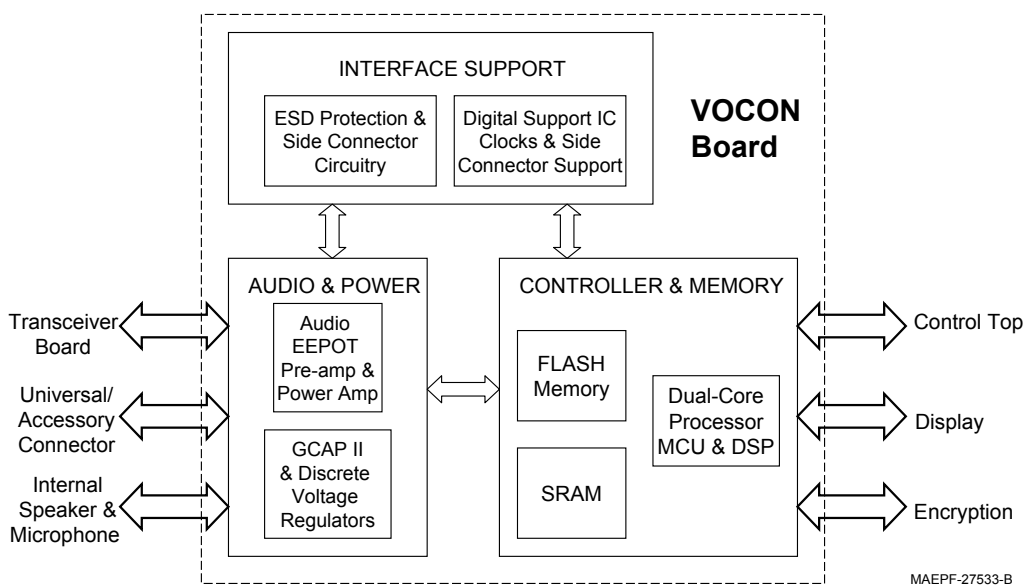 INTERFACE SUPPORT
ESD Protection &
Side Connector
Circuitry
Digital Support IC
Clocks & Side
Connector Support
VOCON
Board
AUDIO & POWER
Audio
EEPOT
Pre-amp &
Power Amp
GCAP II
& Discrete
Voltage
Regulators
CONTROLLER & MEMORY
FLASH
Memory
SRAM
Dual-Core
Processor
MCU & DSP
Transceiver
Board
Universal/
Accessory
Connector
Internal
Speaker &
Microphone
Control Top
Display
Encryption
MAEPF-27533-B